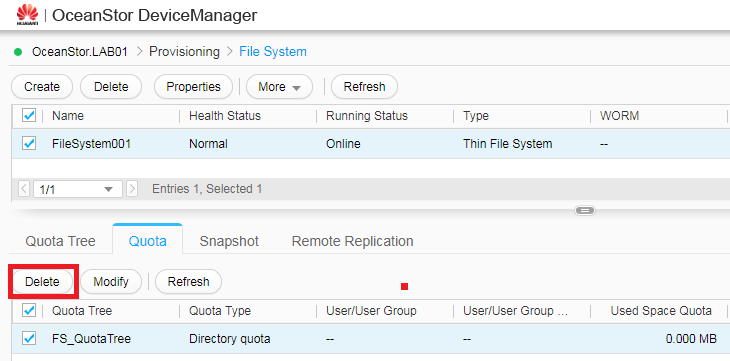 HUAWEI OceanStor DeviceManager
OceanStor.LAB01 > Provisioning > File System
Create Delete Properties More Refresh
Name Health Status Running Status Type WORM
FileSystem001 Normal Online Thin File System --
< 1/1 > Entries 1, Selected 1
Quota Tree Quota Snapshot Remote Replication
Delete Modify Refresh
Quota Tree Quota Type User/User Group User/User Group ... Used Space Quota
FS_QuotaTree Directory quota -- -- 0.000 MB